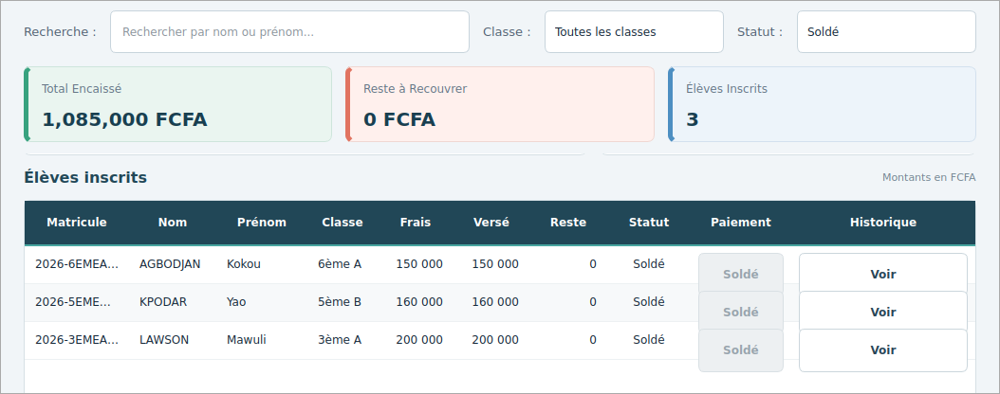 Recherche : Rechercher par nom ou prénom... Classe : Toutes les classes Statut : Soldé
Total Encaissé Reste à Recouvrer Élèves Inscrits
1,085,000 FCFA 0 FCFA 3
Élèves inscrits Montants en FCFA
Matricule Nom Prénom Classe Frais Versé Reste Statut Paiement Historique
2026-6EMEA... AGBODJAN Kokou 6ème A 150 000 150 000 0 Soldé Soldé Voir
2026-5EME... KPODAR Yao 5ème B 160 000 160 000 0 Soldé Soldé Voir
2026-3EMEA... LAWSON Mawuli 3ème A 200 000 200 000 0 Soldé Soldé Voir